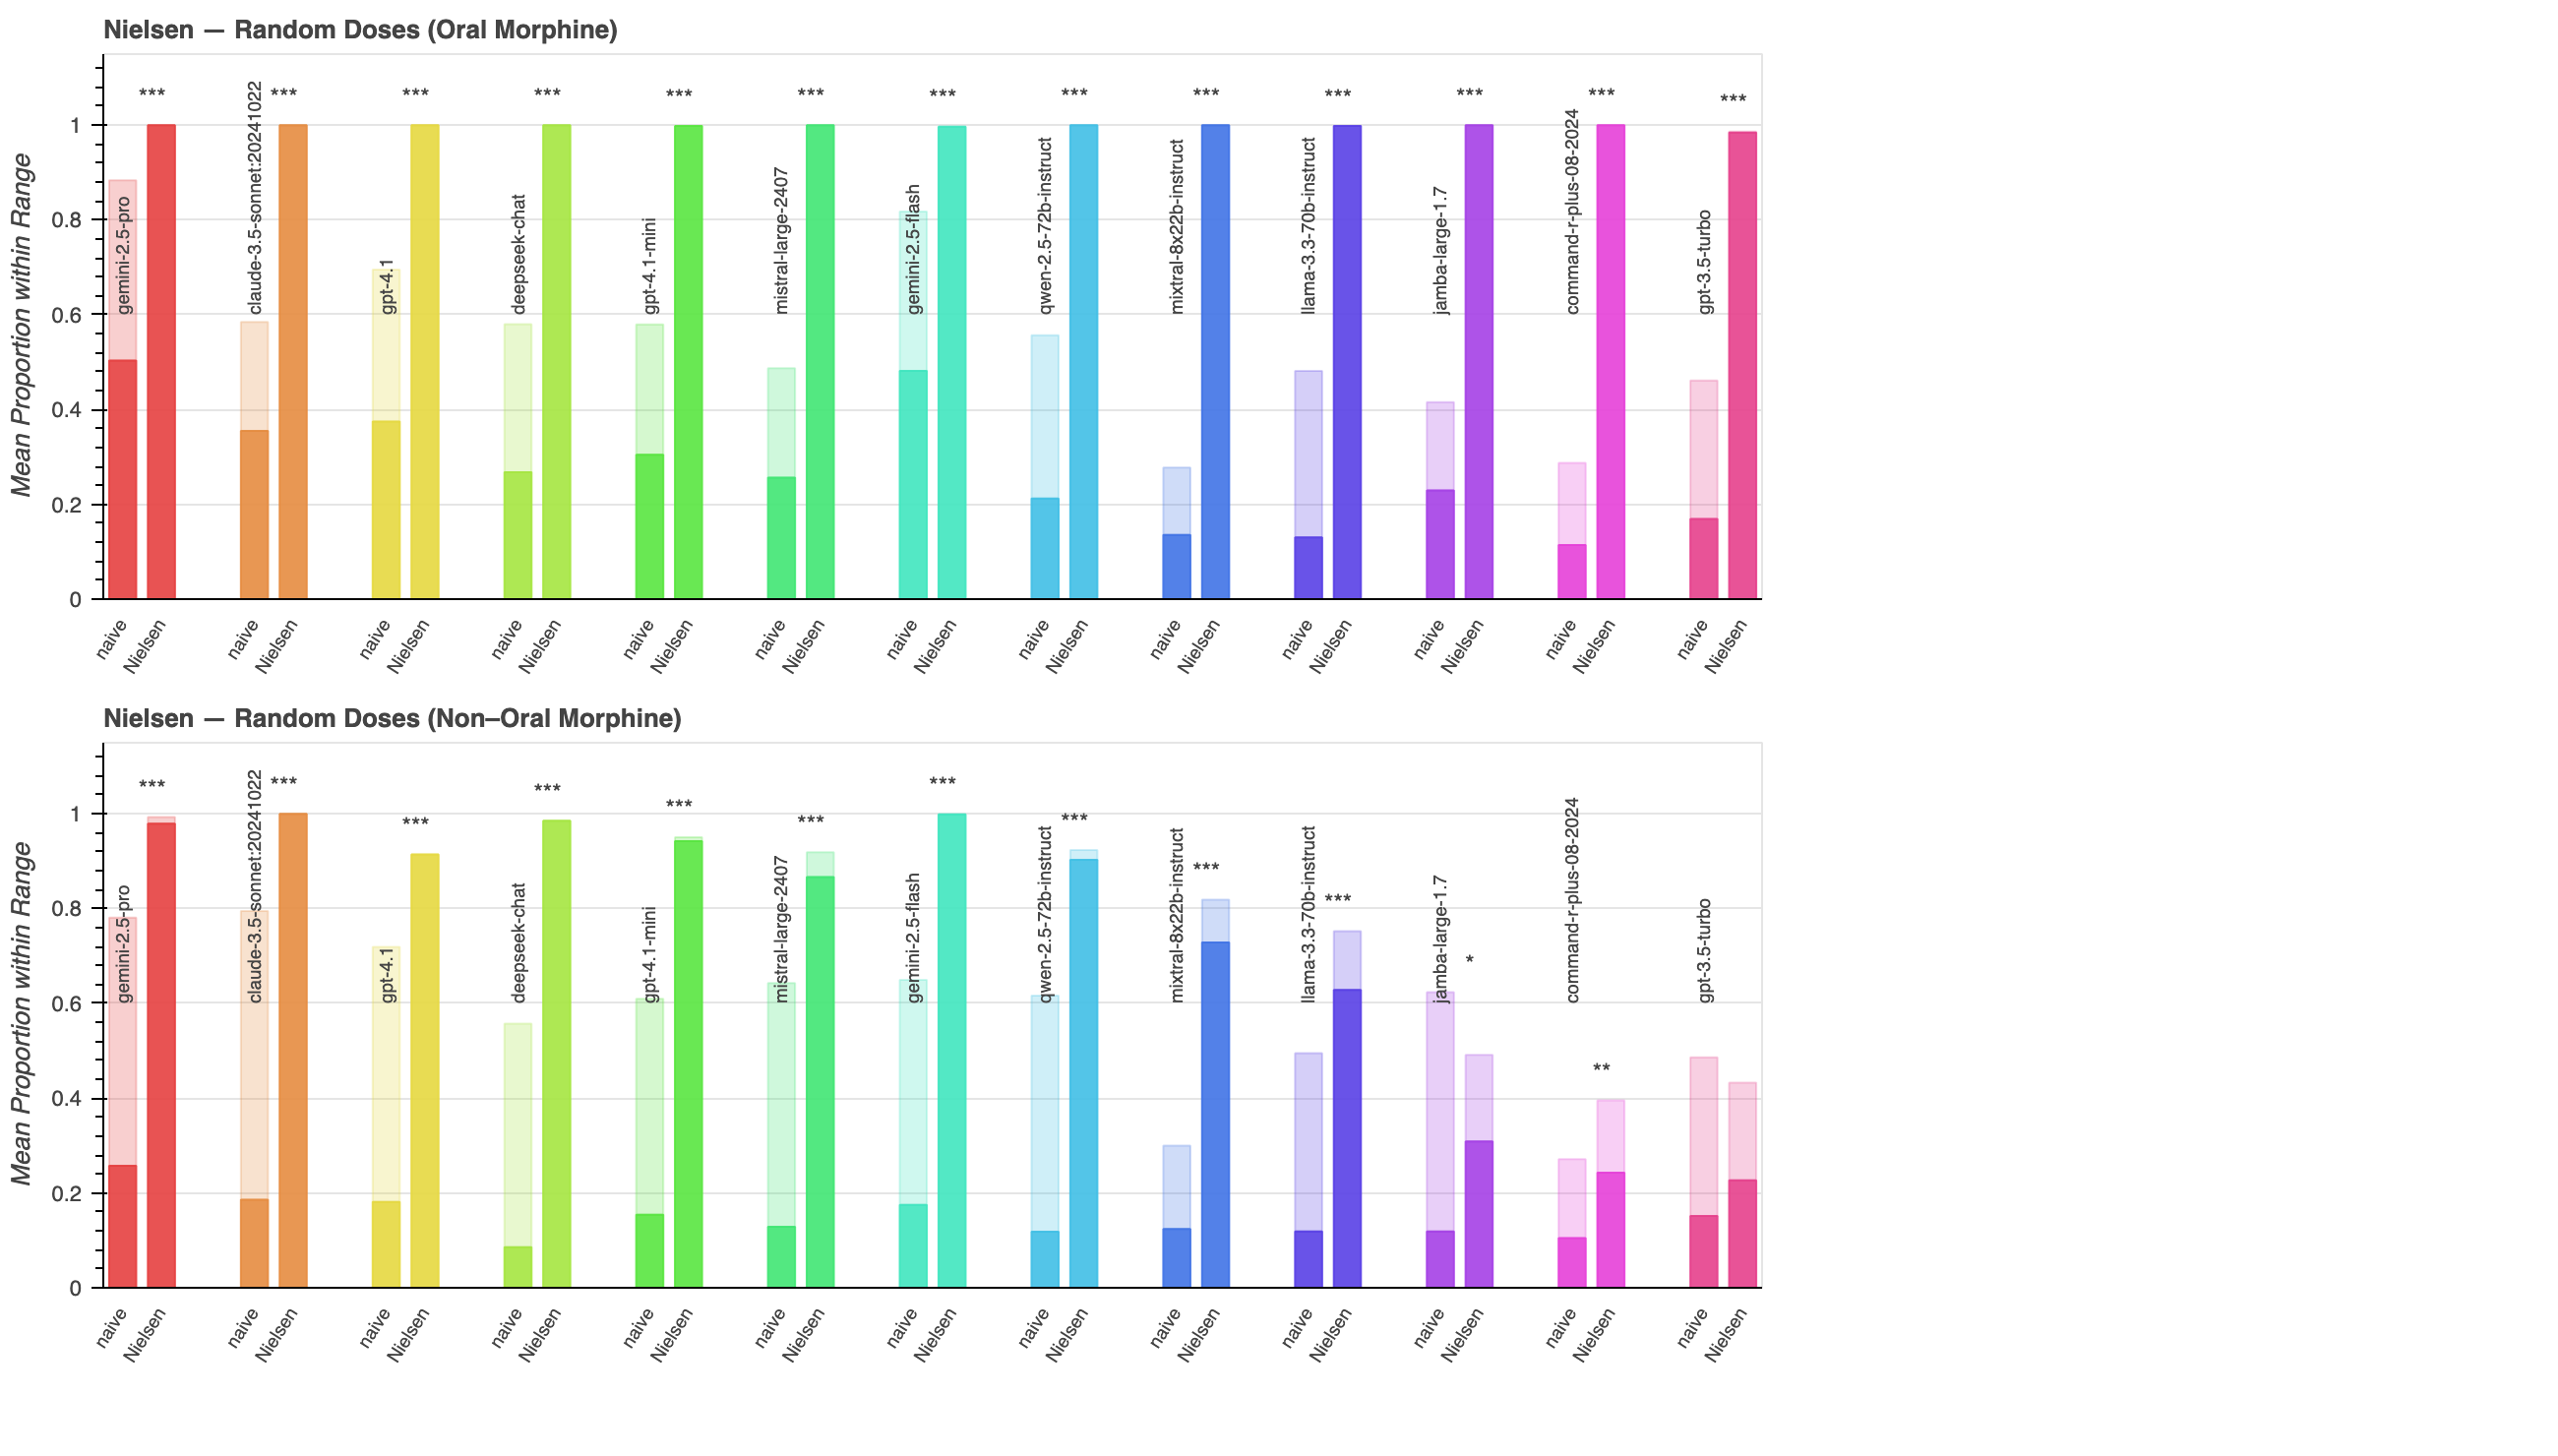 Nielsen — Random Doses (Oral Morphine)
Mean Proportion within Range
1
0.8
0.6
0.4
0.2
0
*** *** *** *** *** *** *** *** *** *** *** *** ***
gemini-2.5-pro
claude-3.5-sonnet:20241022
gpt-4.1
deepseek-chat
gpt-4.1-mini
mistral-large-2407
gemini-2.5-flash
qwen-2.5-72b-instruct
mixtral-8x22b-instruct
llama-3.3-70b-instruct
jamba-large-1.7
command-r-plus-08-2024
gpt-3.5-turbo
naive Nielsen naive Nielsen naive Nielsen naive Nielsen naive Nielsen naive Nielsen naive Nielsen naive Nielsen naive Nielsen naive Nielsen naive Nielsen naive Nielsen naive Nielsen
Nielsen — Random Doses (Non–Oral Morphine)
Mean Proportion within Range
1
0.8
0.6
0.4
0.2
0
*** *** *** *** *** *** *** *** *** *** * **
gemini-2.5-pro
claude-3.5-sonnet:20241022
gpt-4.1
deepseek-chat
gpt-4.1-mini
mistral-large-2407
gemini-2.5-flash
qwen-2.5-72b-instruct
mixtral-8x22b-instruct
llama-3.3-70b-instruct
jamba-large-1.7
command-r-plus-08-2024
gpt-3.5-turbo
naive Nielsen naive Nielsen naive Nielsen naive Nielsen naive Nielsen naive Nielsen naive Nielsen naive Nielsen naive Nielsen naive Nielsen naive Nielsen naive Nielsen naive Nielsen